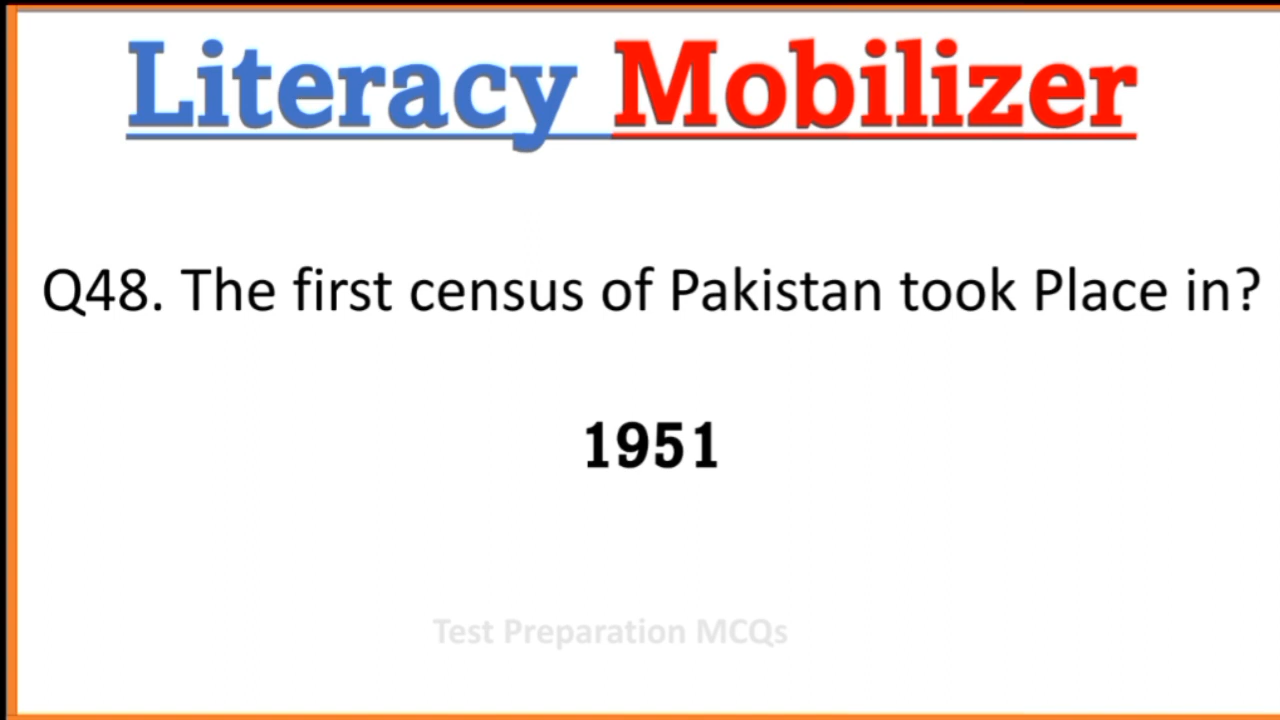 Literacy Mobilizer
Q48. The first census of Pakistan took Place in?
1951
Test Preparation MCQs